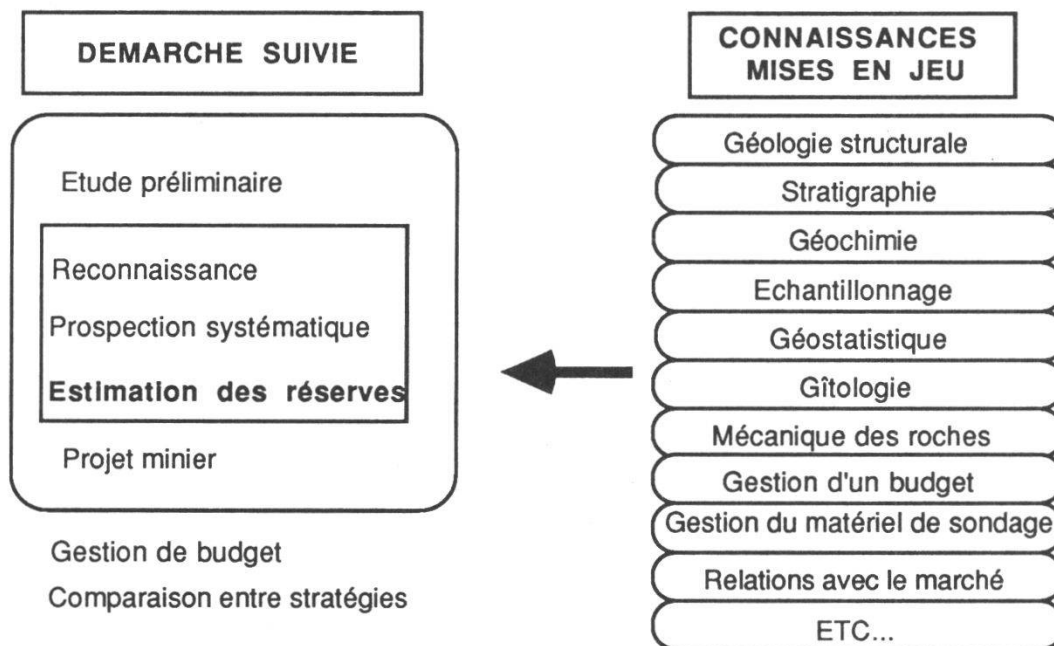 DEMARCHE SUIVIE
Etude préliminaire
Reconnaissance
Prospection systématique
Estimation des réserves
Projet minier
Gestion de budget
Comparaison entre stratégies
CONNAISSANCES
MISES EN JEU
Géologie structurale
Stratigraphie
Géochimie
Echantillonnage
Géostatistique
Gîtologie
Mécanique des roches
Gestion d'un budget
Gestion du matériel de sondage
Relations avec le marché
ETC...